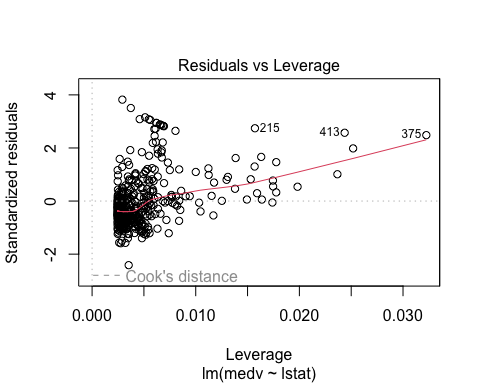 Residuals vs Leverage
Standardized residuals
4
2
0
-2
215
413
375
Cook's distance
0.000 0.010 0.020 0.030
Leverage
lm(medv ~ lstat)